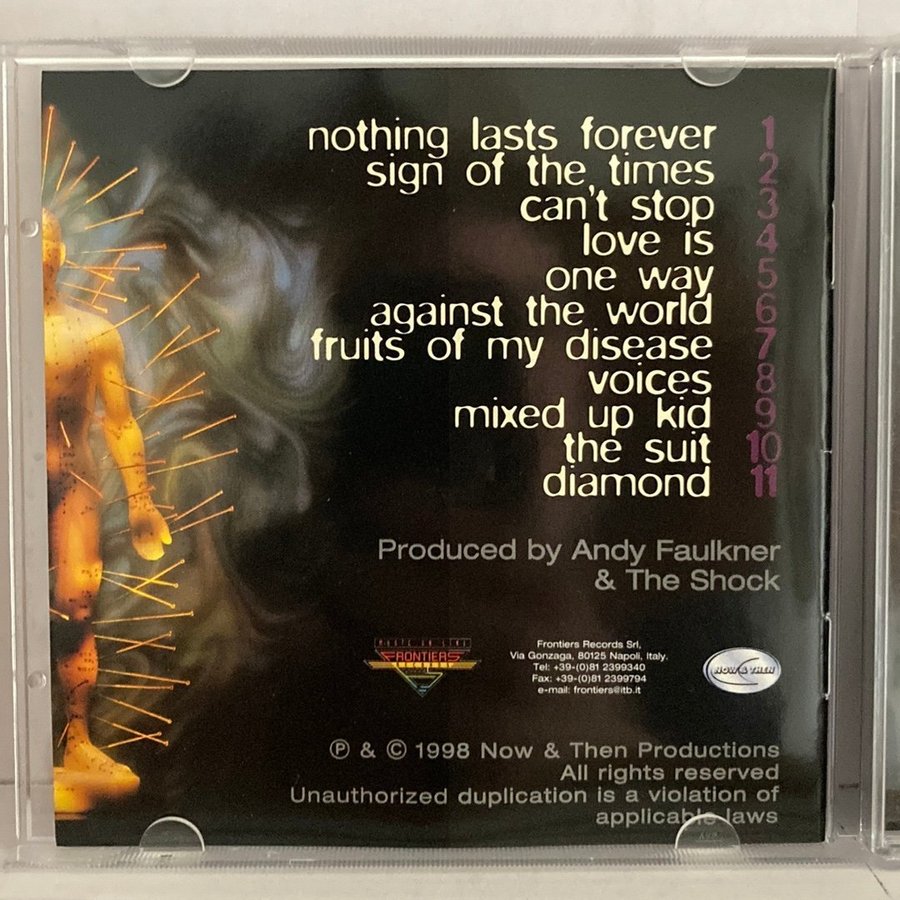 nothing lasts forever 1
sign of the times 2
can't stop 3
love is 4
one way 5
against the world 6
fruits of my disease 7
voices 8
mixed up kid 9
the suit 10
diamond 11
Produced by Andy Faulkner
& The Shock
FRONTIERS
RECORDS
Frontiers Records Srl,
Via Gonzaga, 80125 Napoli, Italy.
Tel: +39-(0)81 2399340
Fax: +39-(0)81 2399794
e-mail: frontiers@itb.it
NOW & THEN
℗ & © 1998 Now & Then Productions
All rights reserved
Unauthorized duplication is a violation of
applicable laws